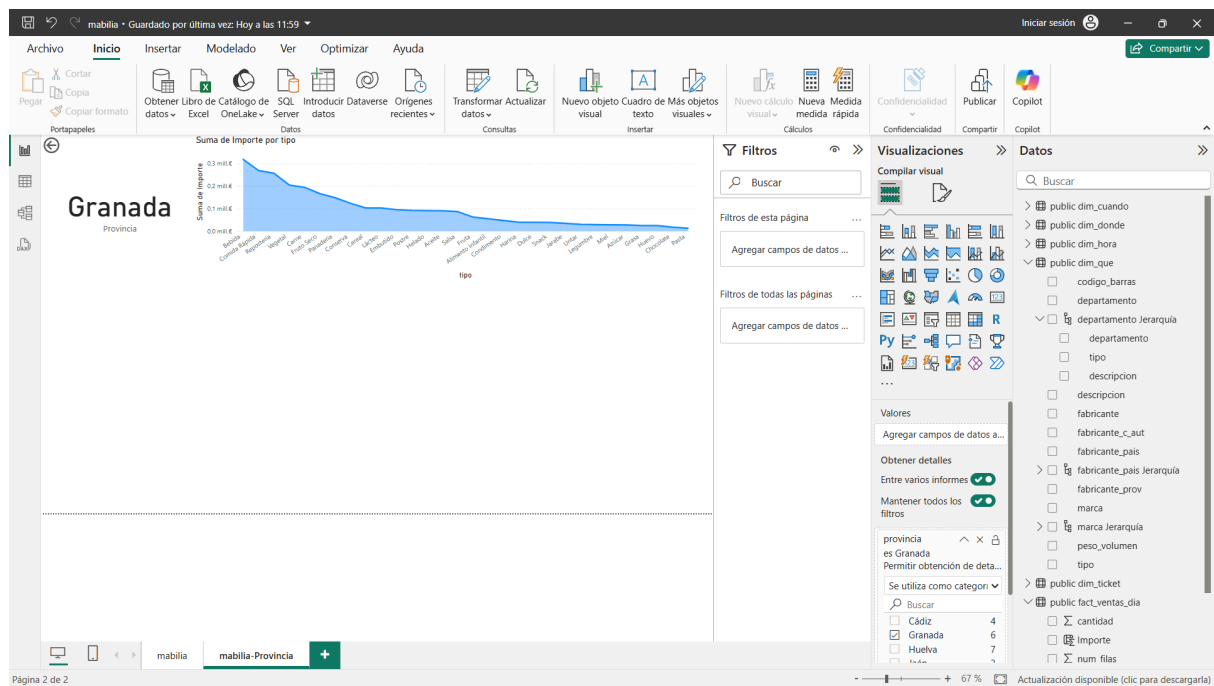 mabilia • Guardado por última vez: Hoy a las 11:59
Iniciar sesión
Archivo Inicio Insertar Modelado Ver Optimizar Ayuda
Compartir
Pegar
Cortar
Copia
Copiar formato
Portapapeles
Obtener datos
Libro de Excel
Catálogo de OneLake
SQL Server
Introducir datos
Dataverse
Orígenes recientes
Datos
Transformar datos
Actualizar
Consultas
Nuevo objeto visual
Cuadro de texto
Más objetos visuales
Insertar
Nuevo cálculo visual
Nueva medida
Medida rápida
Cálculos
Confidencialidad
Confidencialidad
Publicar
Compartir
Copilot
Copilot
Granada
Provincia
Suma de Importe por tipo
Suma de Importe
0,3 mill.€
0,2 mill.€
0,1 mill.€
0,0 mill.€
Bebida
Comida Rápida
Repostería
Vegetal
Carne
Fruto Seco
Panadería
Conserva
Cereal
Lácteo
Embutido
Postre
Helado
Aceite
Salsa
Fruta
Alimento Infantil
Condimento
Harina
Dulce
Snack
Jarabe
Untar
Legumbre
Miel
Azúcar
Grasa
Huevo
Chocolate
Pasta
tipo
Filtros
Buscar
Filtros de esta página ...
Agregar campos de datos ...
Filtros de todas las páginas ...
Agregar campos de datos ...
Visualizaciones
Compilar visual
123
R
Py
...
Valores
Agregar campos de datos a...
Obtener detalles
Entre varios informes
Mantener todos los
filtros
provincia
es Granada
Permitir obtención de deta...
Se utiliza como categorí
Buscar
Cádiz 4
Granada 6
Huelva 7
Datos
Buscar
public dim_cuando
public dim_donde
public dim_hora
public dim_que
codigo_barras
departamento
departamento Jerarquía
departamento
tipo
descripcion
descripcion
fabricante
fabricante_c_aut
fabricante_pais
fabricante_pais Jerarquía
fabricante_prov
marca
marca Jerarquía
peso_volumen
tipo
public dim_ticket
public fact_ventas_dia
cantidad
Importe
num_filas
mabilia
mabilia-Provincia
+
Página 2 de 2
- + 67 %
Actualización disponible (clic para descargarla)